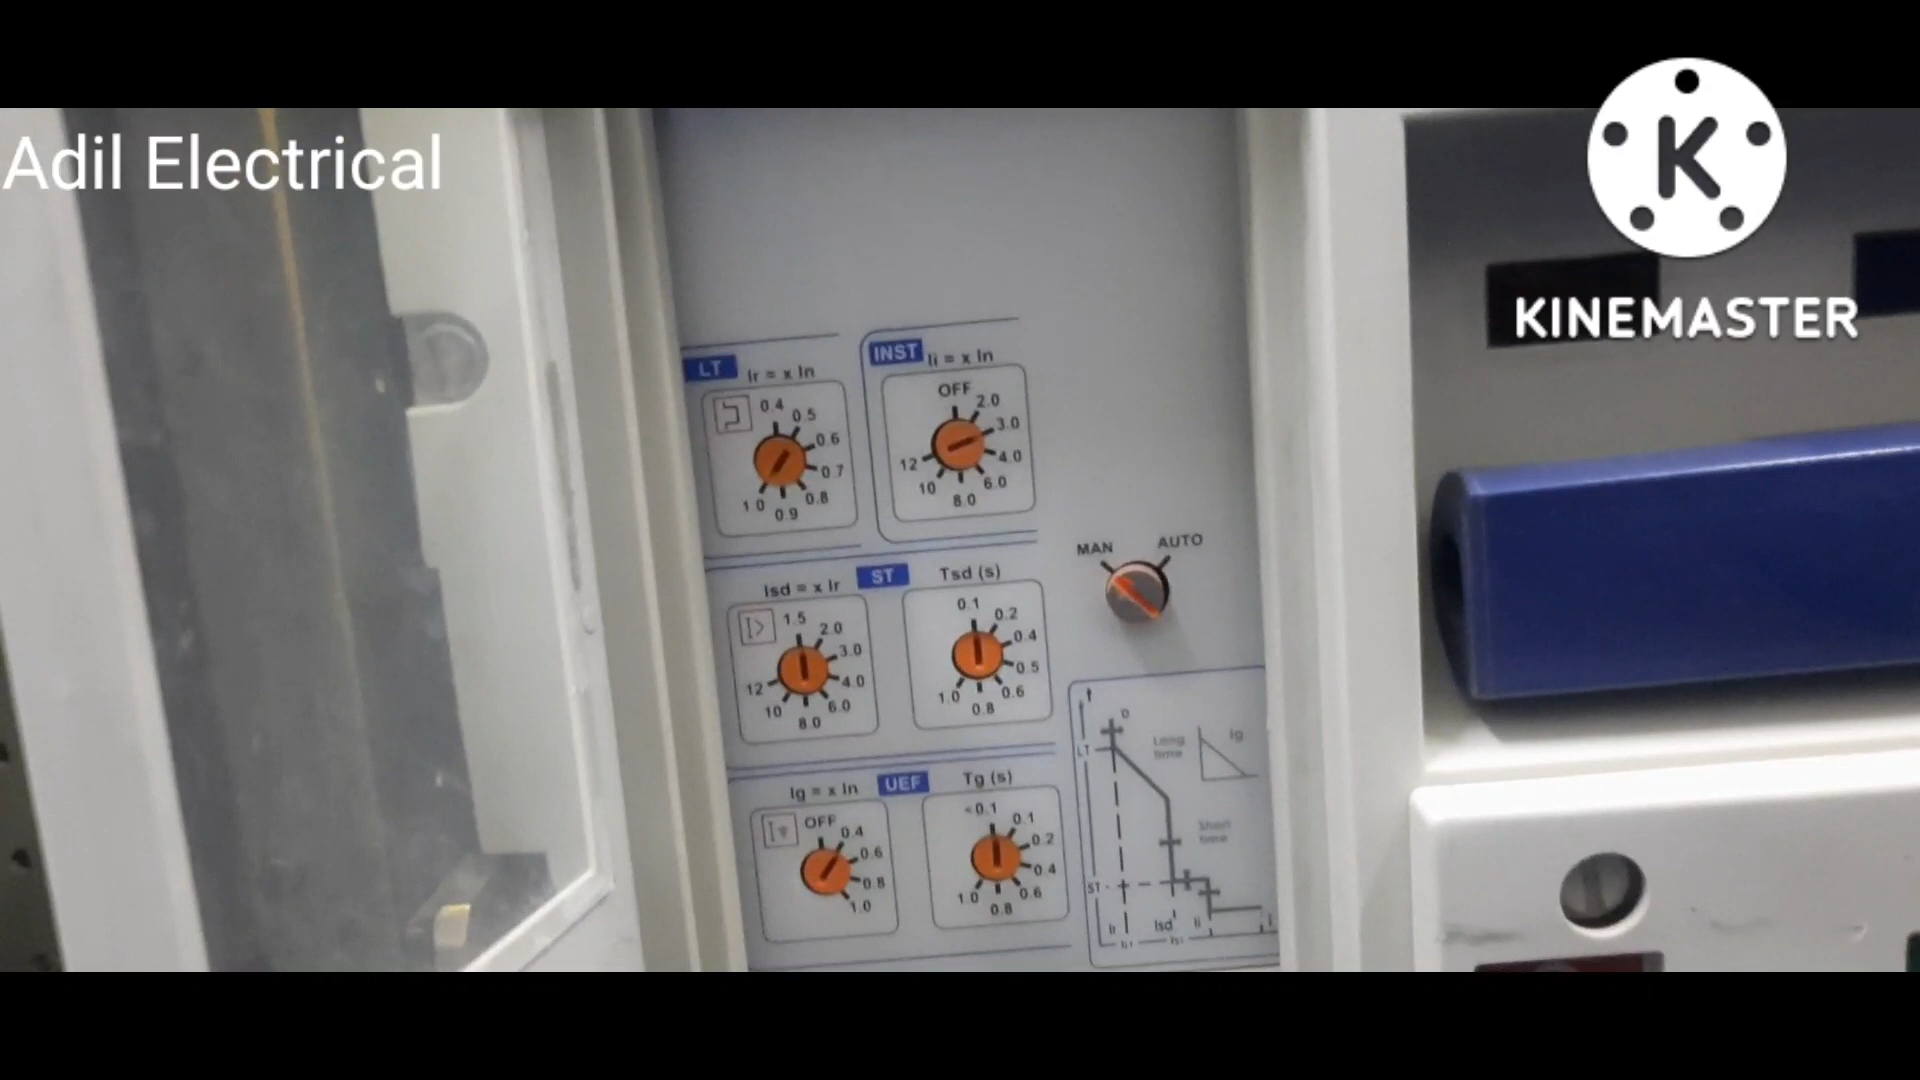 Adil Electrical
K
KINEMASTER
LT Ir = x In
0.4
0.5
0.6
0.7
0.8
0.9
1.0
INST Ii = x In
OFF
2.0
3.0
4.0
6.0
8.0
10
12
MAN AUTO
Isd = x Ir ST Tsd (s)
1.5
2.0
3.0
4.0
6.0
8.0
10
12
0.1
0.2
0.4
0.5
0.6
0.8
1.0
Ig = x In UEF Tg (s)
OFF
0.4
0.6
0.8
1.0
<0.1
0.1
0.2
0.4
0.6
0.8
1.0
t
LT
Long
time
Ig
Short
time
ST
Ir Isd Ii